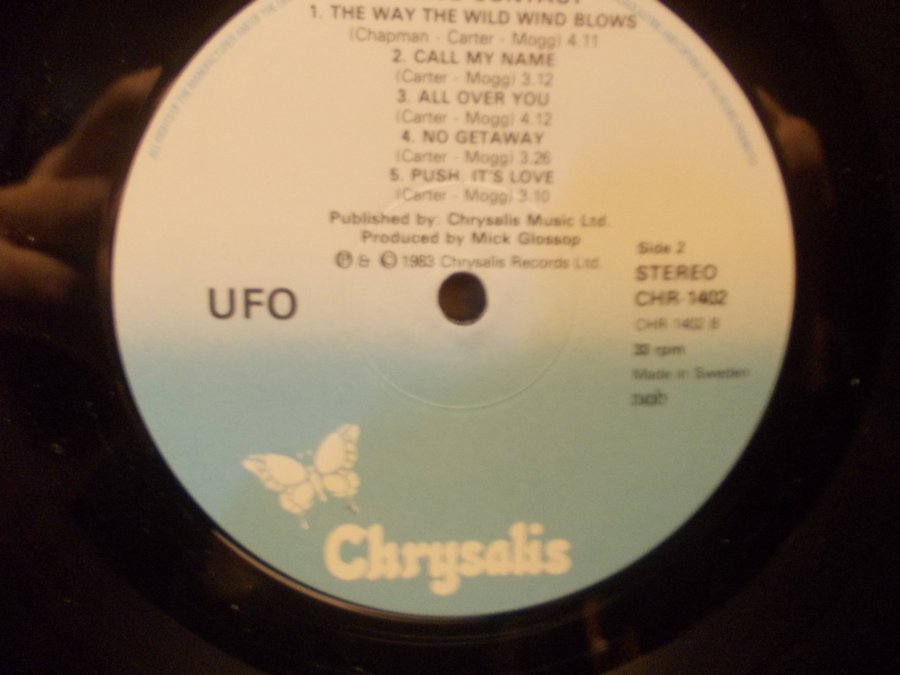 CONTACT
1. THE WAY THE WILD WIND BLOWS
(Chapman - Carter - Mogg) 4.11
2. CALL MY NAME
(Carter - Mogg) 3.12
3. ALL OVER YOU
(Carter - Mogg) 4.12
4. NO GETAWAY
(Carter - Mogg) 3.26
5. PUSH, IT'S LOVE
(Carter - Mogg) 3.10
Published by: Chrysalis Music Ltd.
Produced by Mick Glossop
Ⓟ & © 1983 Chrysalis Records Ltd.
UFO
Side 2
STEREO
CHR-1402
CHR 1402 B
33 rpm
Made in Sweden
ncb
Chrysalis